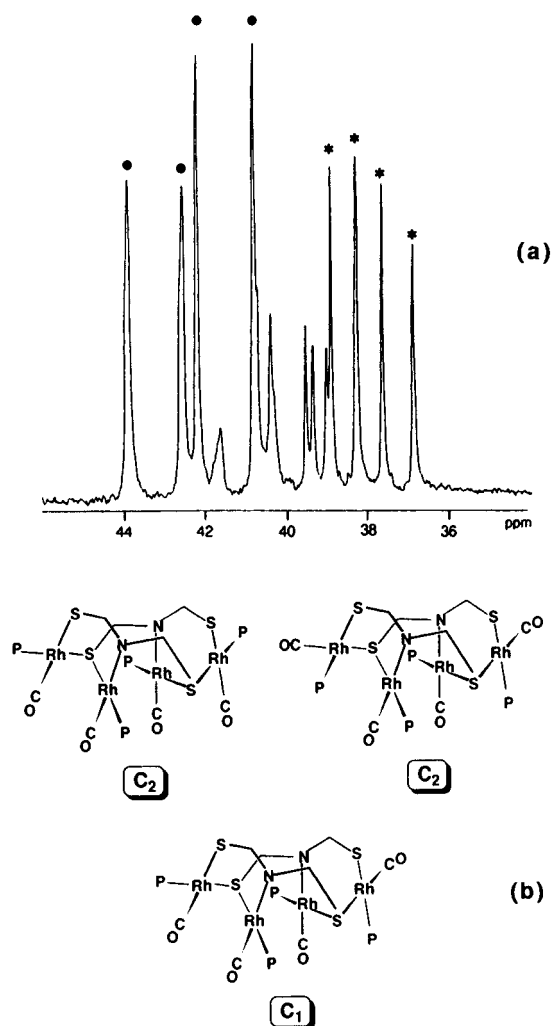 ● ● ● ●
* * * *
(a)
44 42 40 38 36 ppm
S N S
P Rh S N P Rh P
Rh S
C O C O P C O C O
C₂
S N S CO
OC Rh S N P Rh Rh
P Rh S P
C O P C O
C₂
S N S CO
P Rh S N P Rh Rh
C O Rh S P
C O P C O
(b)
C₁